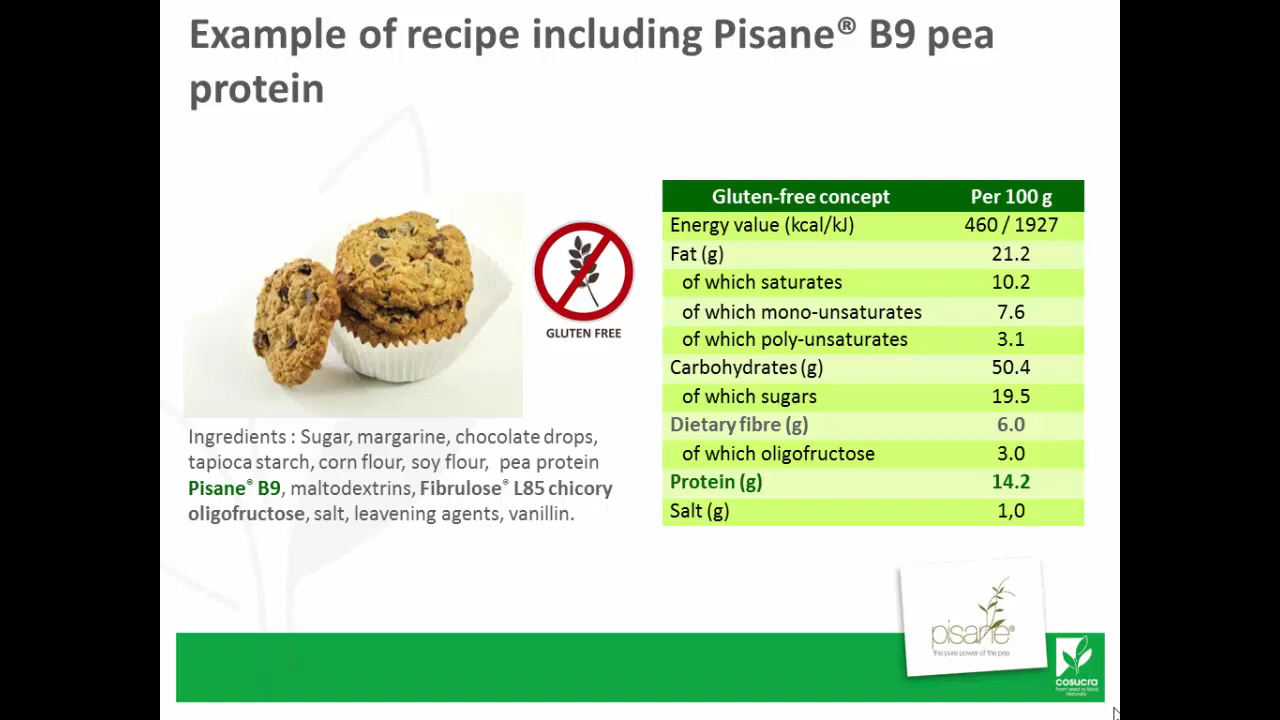 Example of recipe including Pisane® B9 pea
protein
GLUTEN FREE
Ingredients : Sugar, margarine, chocolate drops,
tapioca starch, corn flour, soy flour, pea protein
Pisane® B9, maltodextrins, Fibrulose® L85 chicory
oligofructose, salt, leavening agents, vanillin.
Gluten-free concept Per 100 g
Energy value (kcal/kJ) 460 / 1927
Fat (g) 21.2
of which saturates 10.2
of which mono-unsaturates 7.6
of which poly-unsaturates 3.1
Carbohydrates (g) 50.4
of which sugars 19.5
Dietary fibre (g) 6.0
of which oligofructose 3.0
Protein (g) 14.2
Salt (g) 1,0
pisane®
the pure power of the pea
cosucra
From seed to food,
Naturally